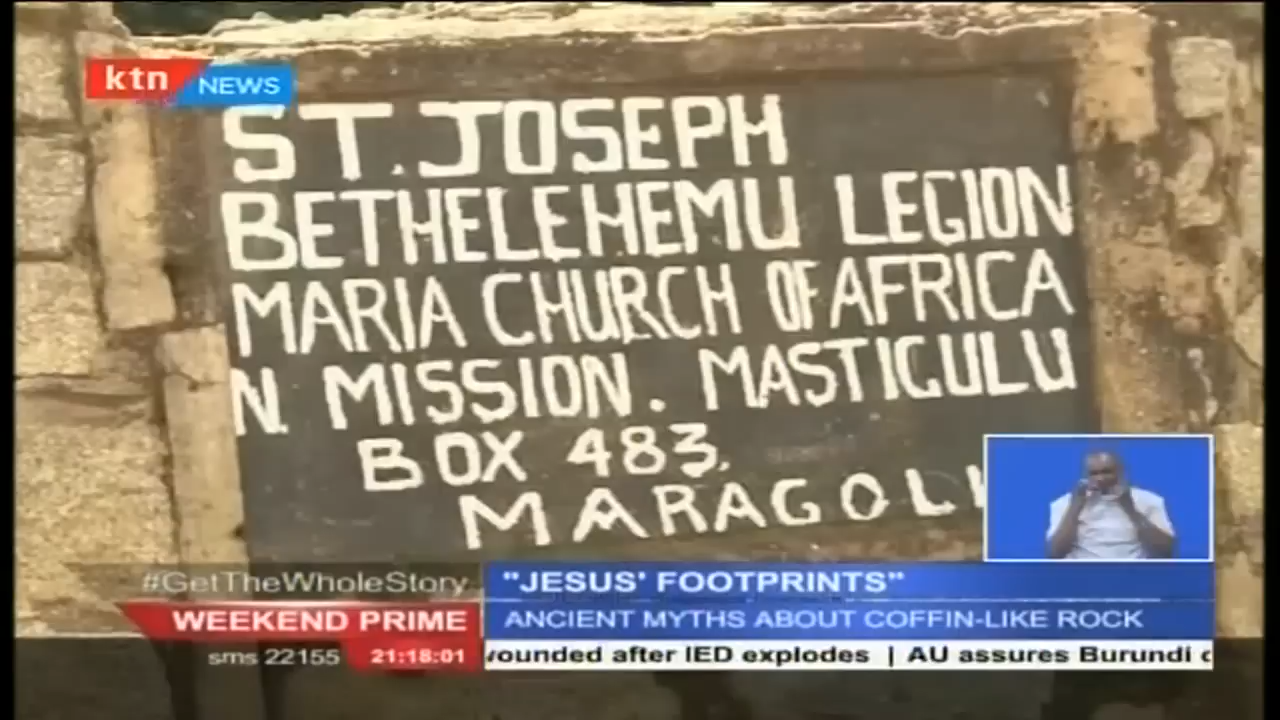 ktn NEWS
ST. JOSEPH
BETHELEHEMU LEGION
MARIA CHURCH OF AFRICA
N. MISSION. MASTIGULU
BOX 483,
MARAGOLI
#GetTheWholeStory
"JESUS' FOOTPRINTS"
WEEKEND PRIME
ANCIENT MYTHS ABOUT COFFIN-LIKE ROCK
sms 22155
21:18:01
after IED explodes | AU assures Burundi